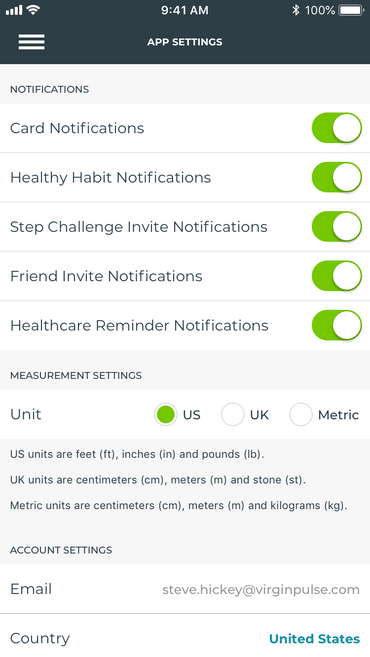 9:41 AM 100%
APP SETTINGS
NOTIFICATIONS
Card Notifications
Healthy Habit Notifications
Step Challenge Invite Notifications
Friend Invite Notifications
Healthcare Reminder Notifications
MEASUREMENT SETTINGS
Unit US UK Metric
US units are feet (ft), inches (in) and pounds (lb).
UK units are centimeters (cm), meters (m) and stone (st).
Metric units are centimeters (cm), meters (m) and kilograms (kg).
ACCOUNT SETTINGS
Email steve.hickey@virginpulse.com
Country United States